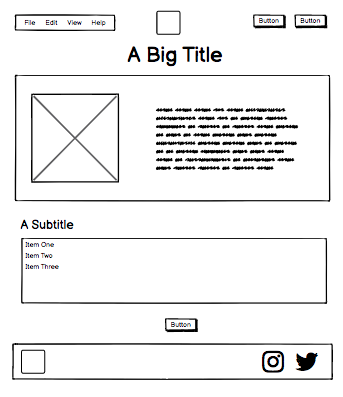 File Edit View Help
Button Button
A Big Title
A Subtitle
Item One
Item Two
Item Three
Button